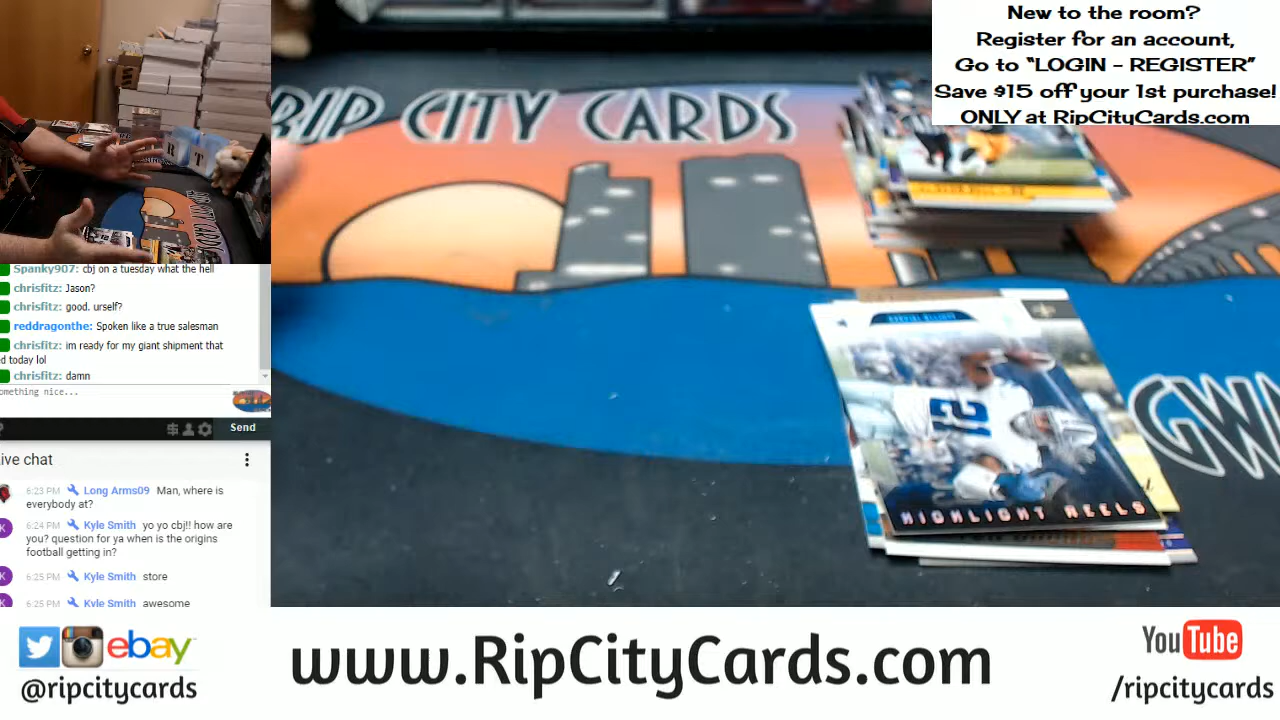 New to the room?
Register for an account,
Go to “LOGIN - REGISTER”
Save $15 off your 1st purchase!
ONLY at RipCityCards.com
RIP CITY CARDS
Spanky907: cbj on a tuesday what the hell
chrisfitz: Jason?
chrisfitz: good. urself?
reddragonthe: Spoken like a true salesman
chrisfitz: im ready for my giant shipment that
ed today lol
chrisfitz: damn
omething nice...
Send
ive chat
6:23 PM Long Arms09 Man, where is
everybody at?
6:24 PM Kyle Smith yo yo cbj!! how are
you? question for ya when is the origins
football getting in?
6:25 PM Kyle Smith store
6:25 PM Kyle Smith awesome
HIGHLIGHT REELS
GW
ebay
@ripcitycards
www.RipCityCards.com
YouTube
/ripcitycards